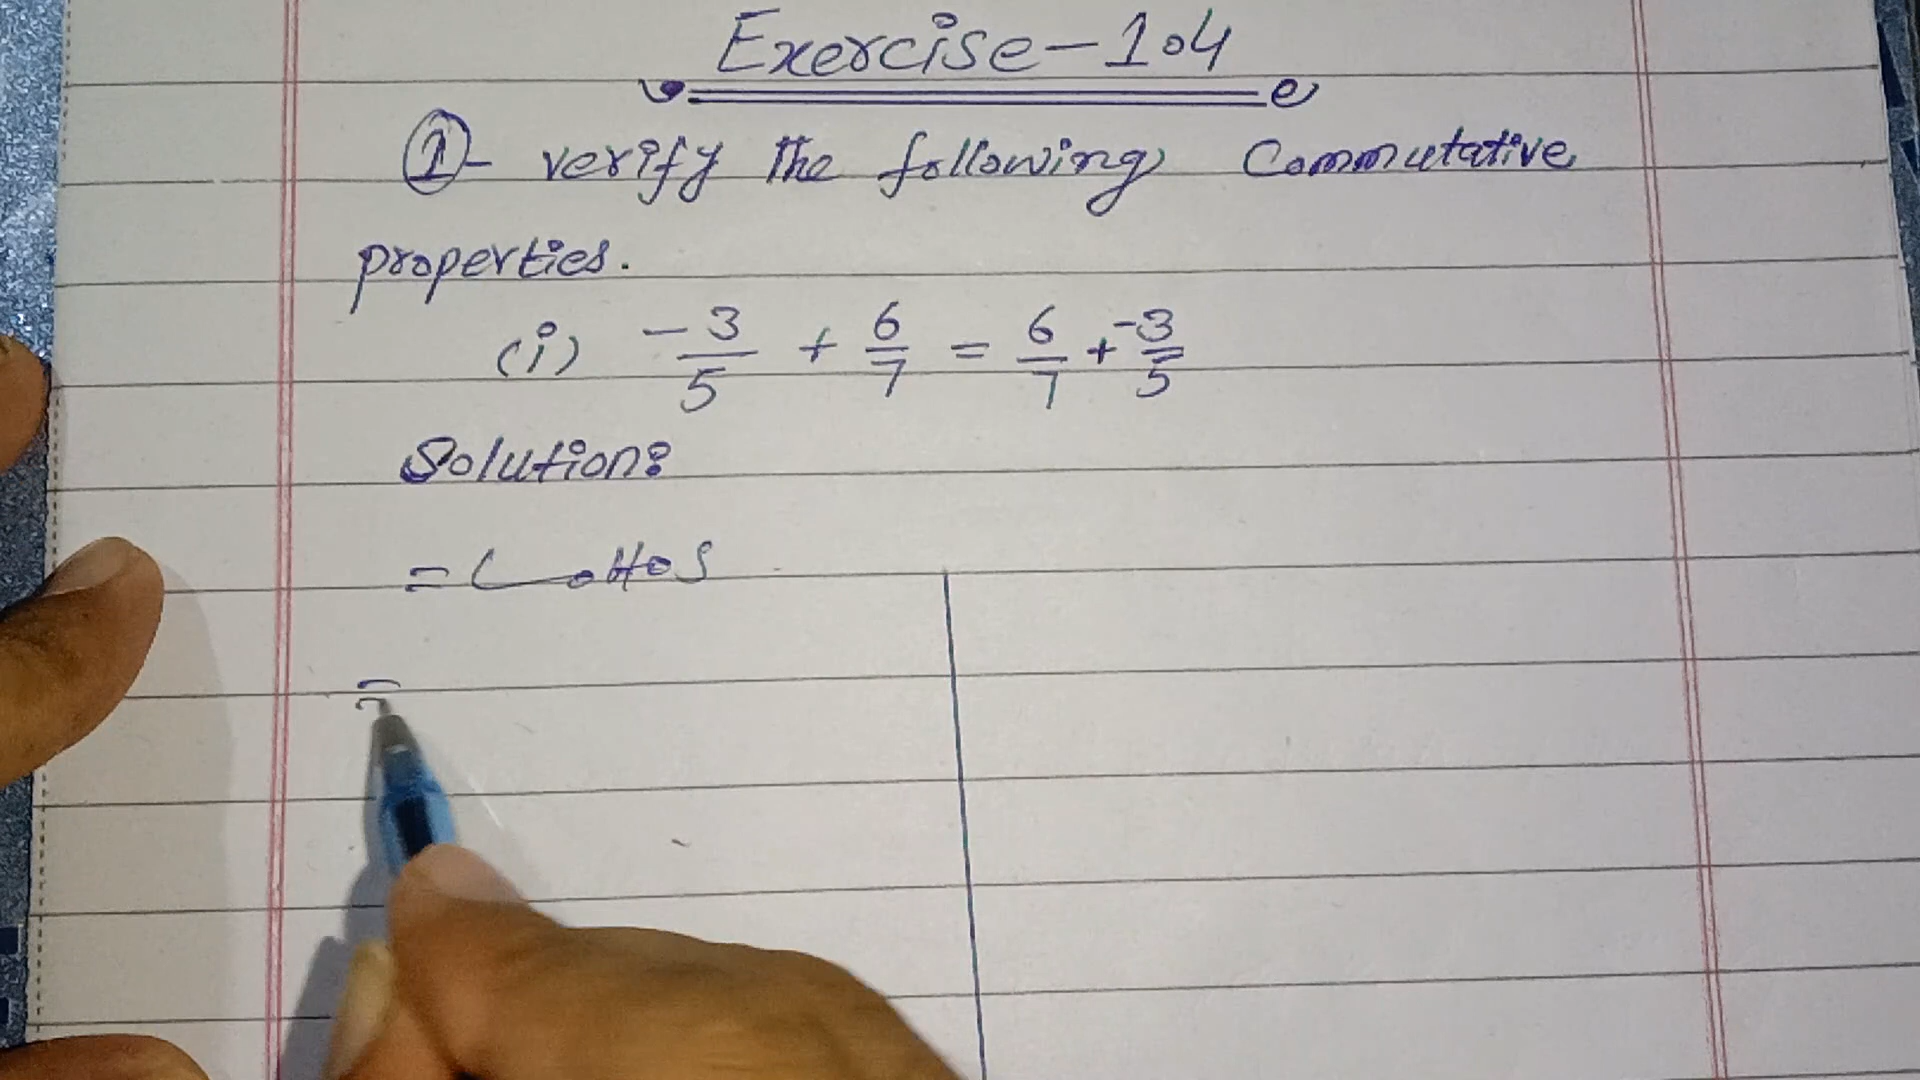 Exercise-1.4
①- verify the following Commutative
properties.
(i) -3/5 + 6/7 = 6/7 + -3/5
Solution:
= L.H.S
=